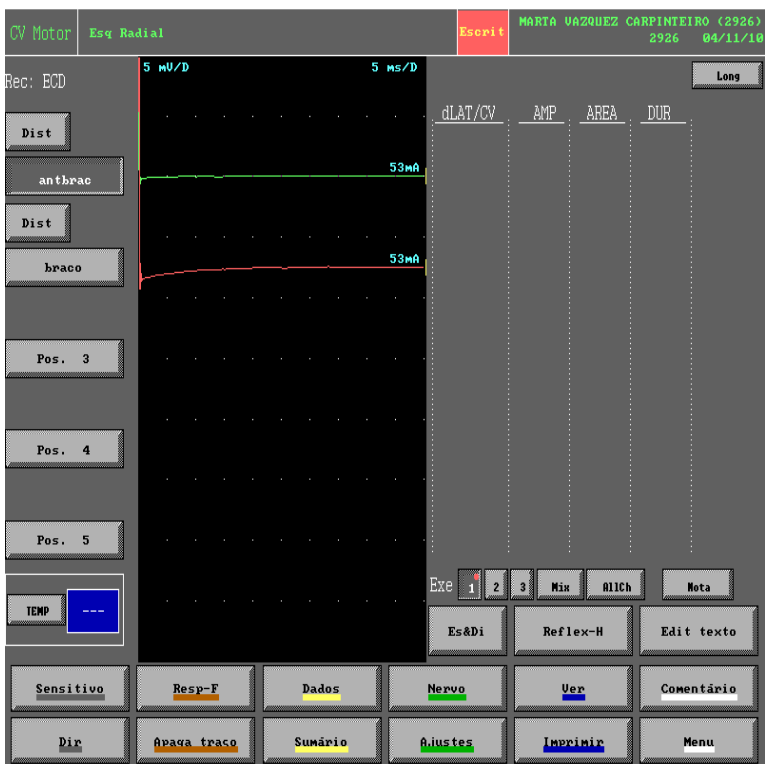 CV Motor Esq Radial Escrit MARTA VAZQUEZ CARPINTEIRO (2926)
2926 04/11/10
Rec: ECD 5 mV/D 5 ms/D Long
dLAT/CV AMP AREA DUR
Dist
53mA
antbrac
Dist
53mA
braco
Pos. 3
Pos. 4
Pos. 5
Exe 1 2 3 Mix AllCh Nota
TEMP ---
Es&Di Reflex-H Edit texto
Sensitivo Resp-F Dados Nervo Ver Comentário
Dir Apaga traço Sumário Ajustes Imprimir Menu